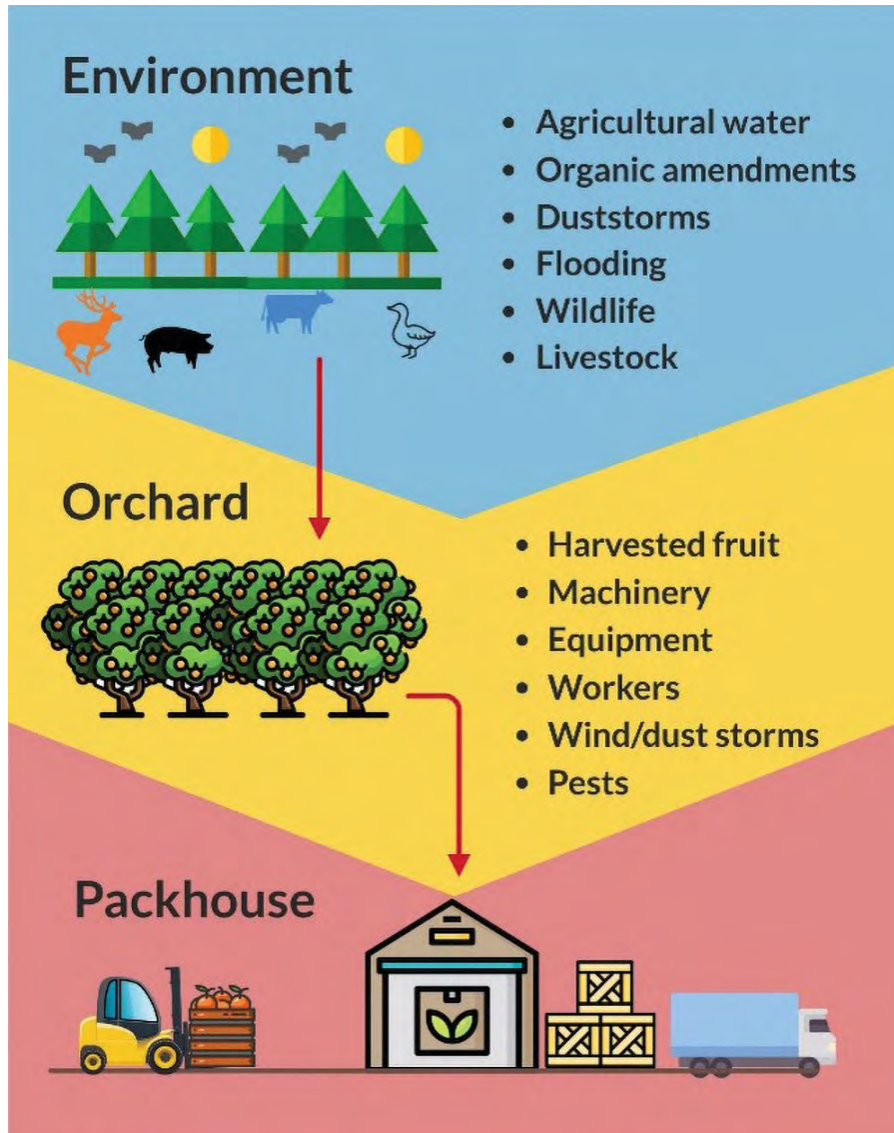 Environment
• Agricultural water
• Organic amendments
• Duststorms
• Flooding
• Wildlife
• Livestock
Orchard
• Harvested fruit
• Machinery
• Equipment
• Workers
• Wind/dust storms
• Pests
Packhouse